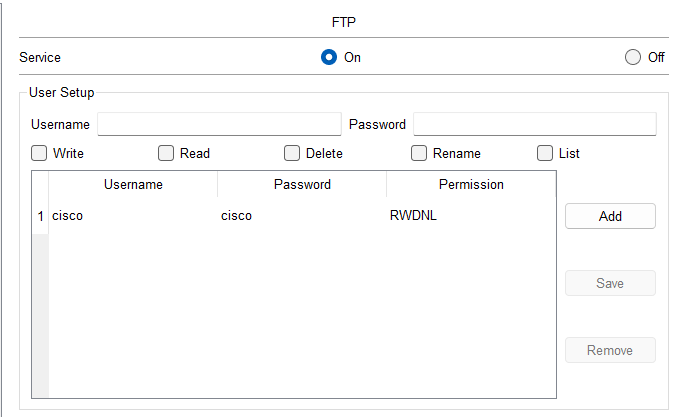 FTP
Service On Off
User Setup
Username Password
Write Read Delete Rename List
Username Password Permission
1 cisco cisco RWDNL
Add
Save
Remove